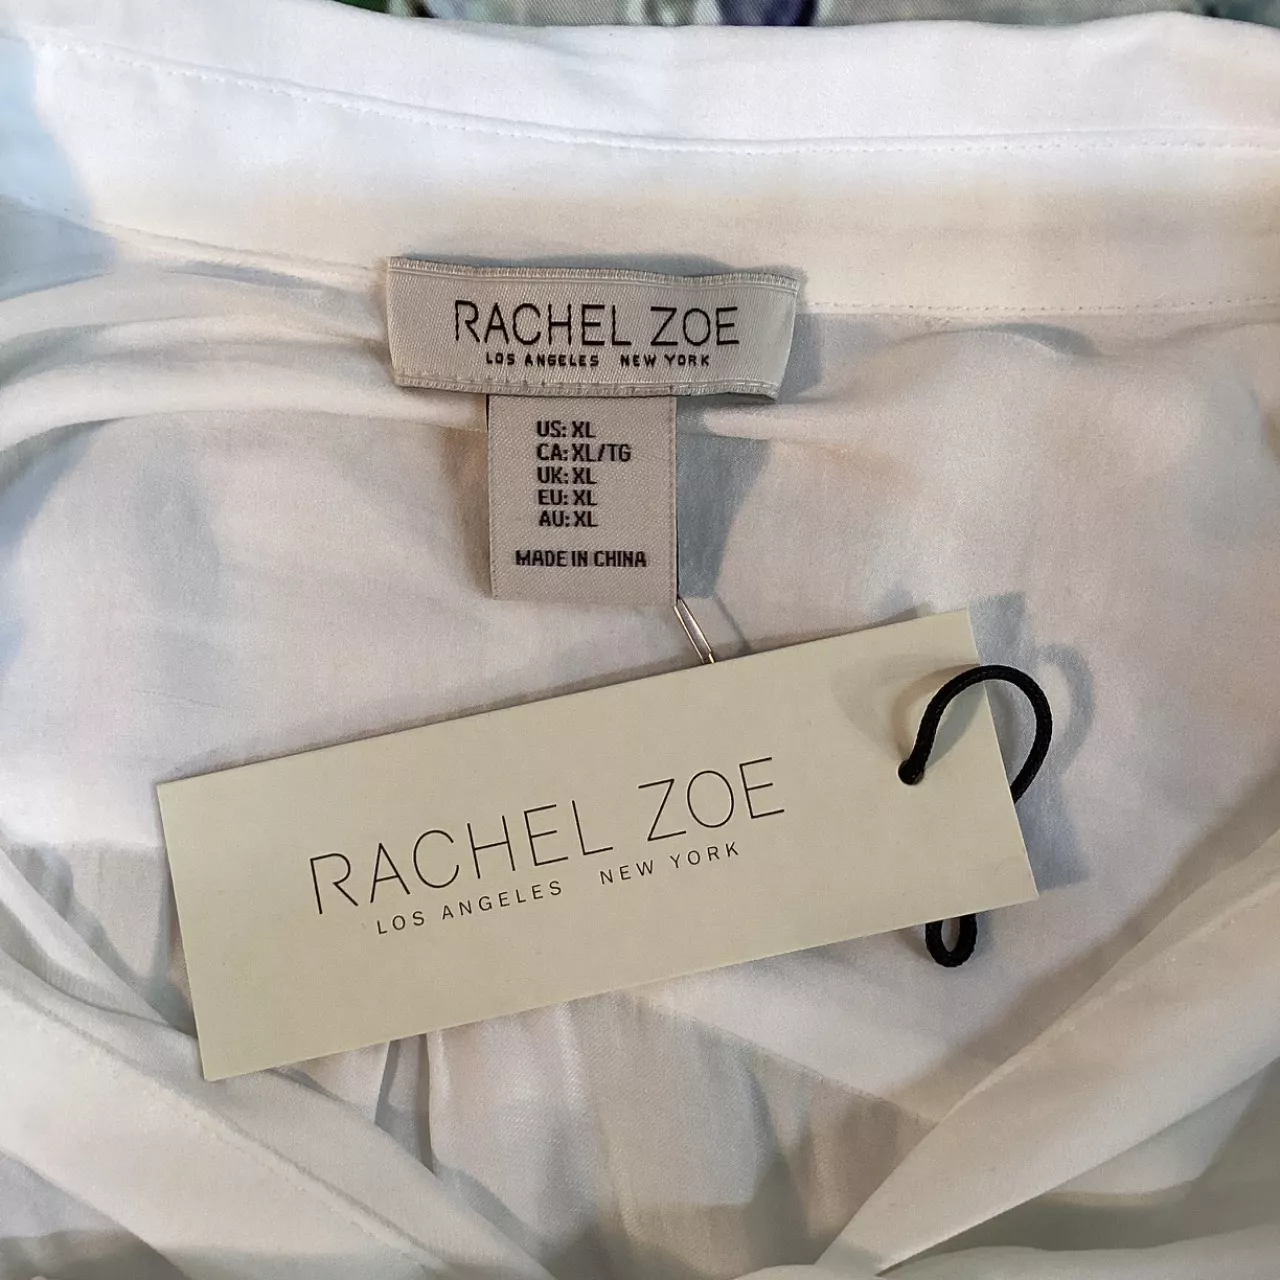 RACHEL ZOE
LOS ANGELES NEW YORK
US: XL
CA: XL/TG
UK: XL
EU: XL
AU: XL
MADE IN CHINA
RACHEL ZOE
LOS ANGELES NEW YORK